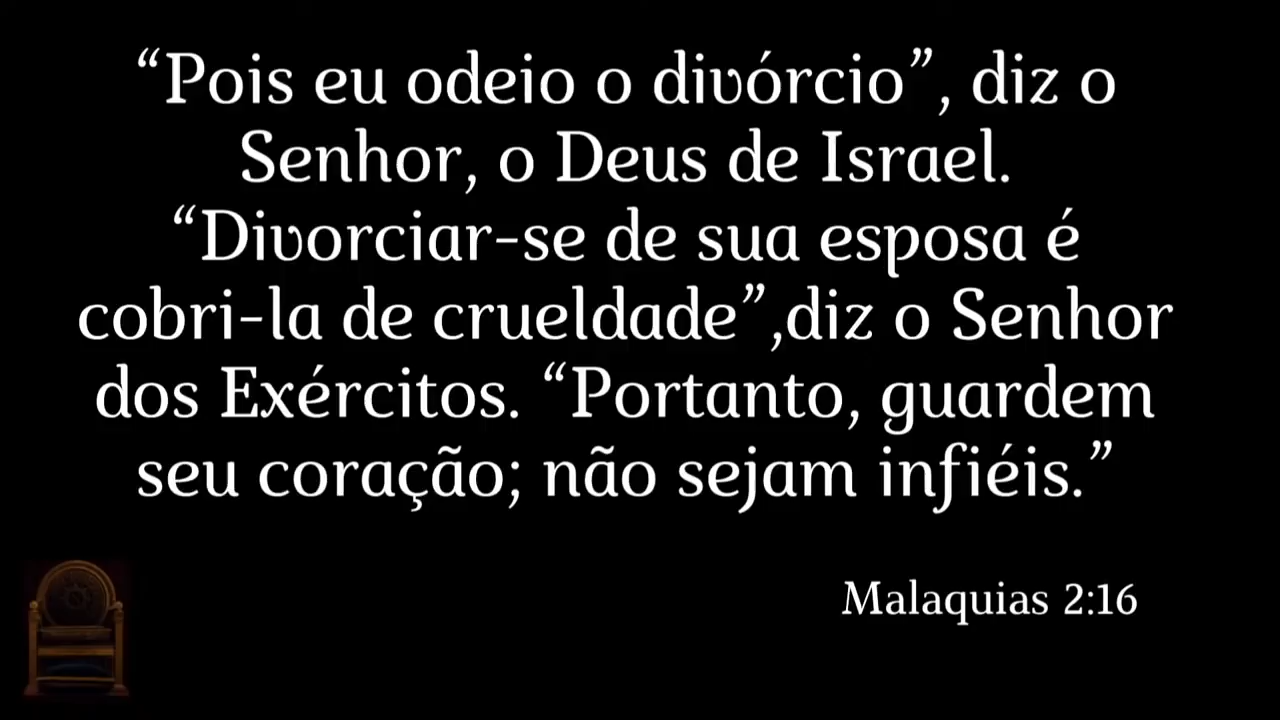 “Pois eu odeio o divórcio”, diz o
Senhor, o Deus de Israel.
“Divorciar-se de sua esposa é
cobri-la de crueldade”,diz o Senhor
dos Exércitos. “Portanto, guardem
seu coração; não sejam infiéis.”
Malaquias 2:16